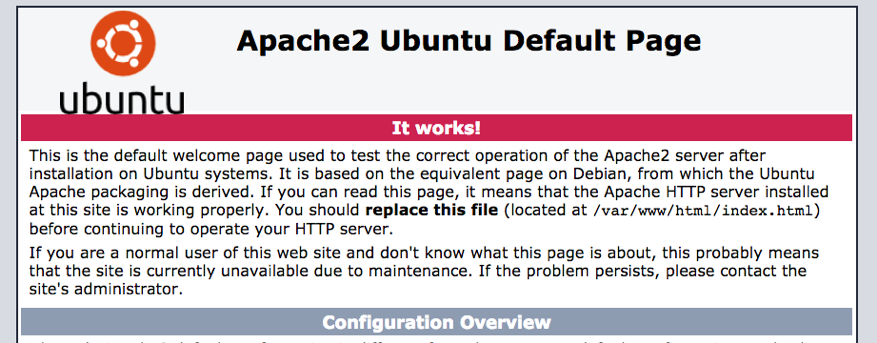 Apache2 Ubuntu Default Page
ubuntu
It works!
This is the default welcome page used to test the correct operation of the Apache2 server after
installation on Ubuntu systems. It is based on the equivalent page on Debian, from which the Ubuntu
Apache packaging is derived. If you can read this page, it means that the Apache HTTP server installed
at this site is working properly. You should replace this file (located at /var/www/html/index.html)
before continuing to operate your HTTP server.
If you are a normal user of this web site and don't know what this page is about, this probably means
that the site is currently unavailable due to maintenance. If the problem persists, please contact the
site's administrator.
Configuration Overview